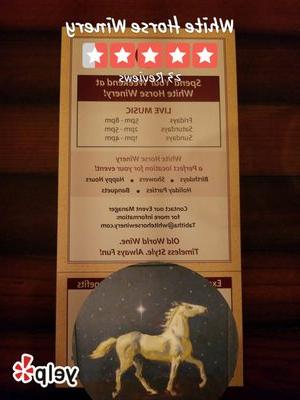 White Horse Winery
23 Reviews
Spend Your Weekend at
White Horse Winery!
LIVE MUSIC
Fridays 5pm - 8pm
Saturdays 2pm - 5pm
Sundays 1pm - 4pm
White Horse Winery
a Perfect location for your event!
Birthdays • Showers • Happy Hours
Holiday Parties • Banquets
Contact our Event Manager
for more information:
Tabitha@whitehorsewinery.com
Old World Wine.
Timeless Style. Always Fun!
yelp